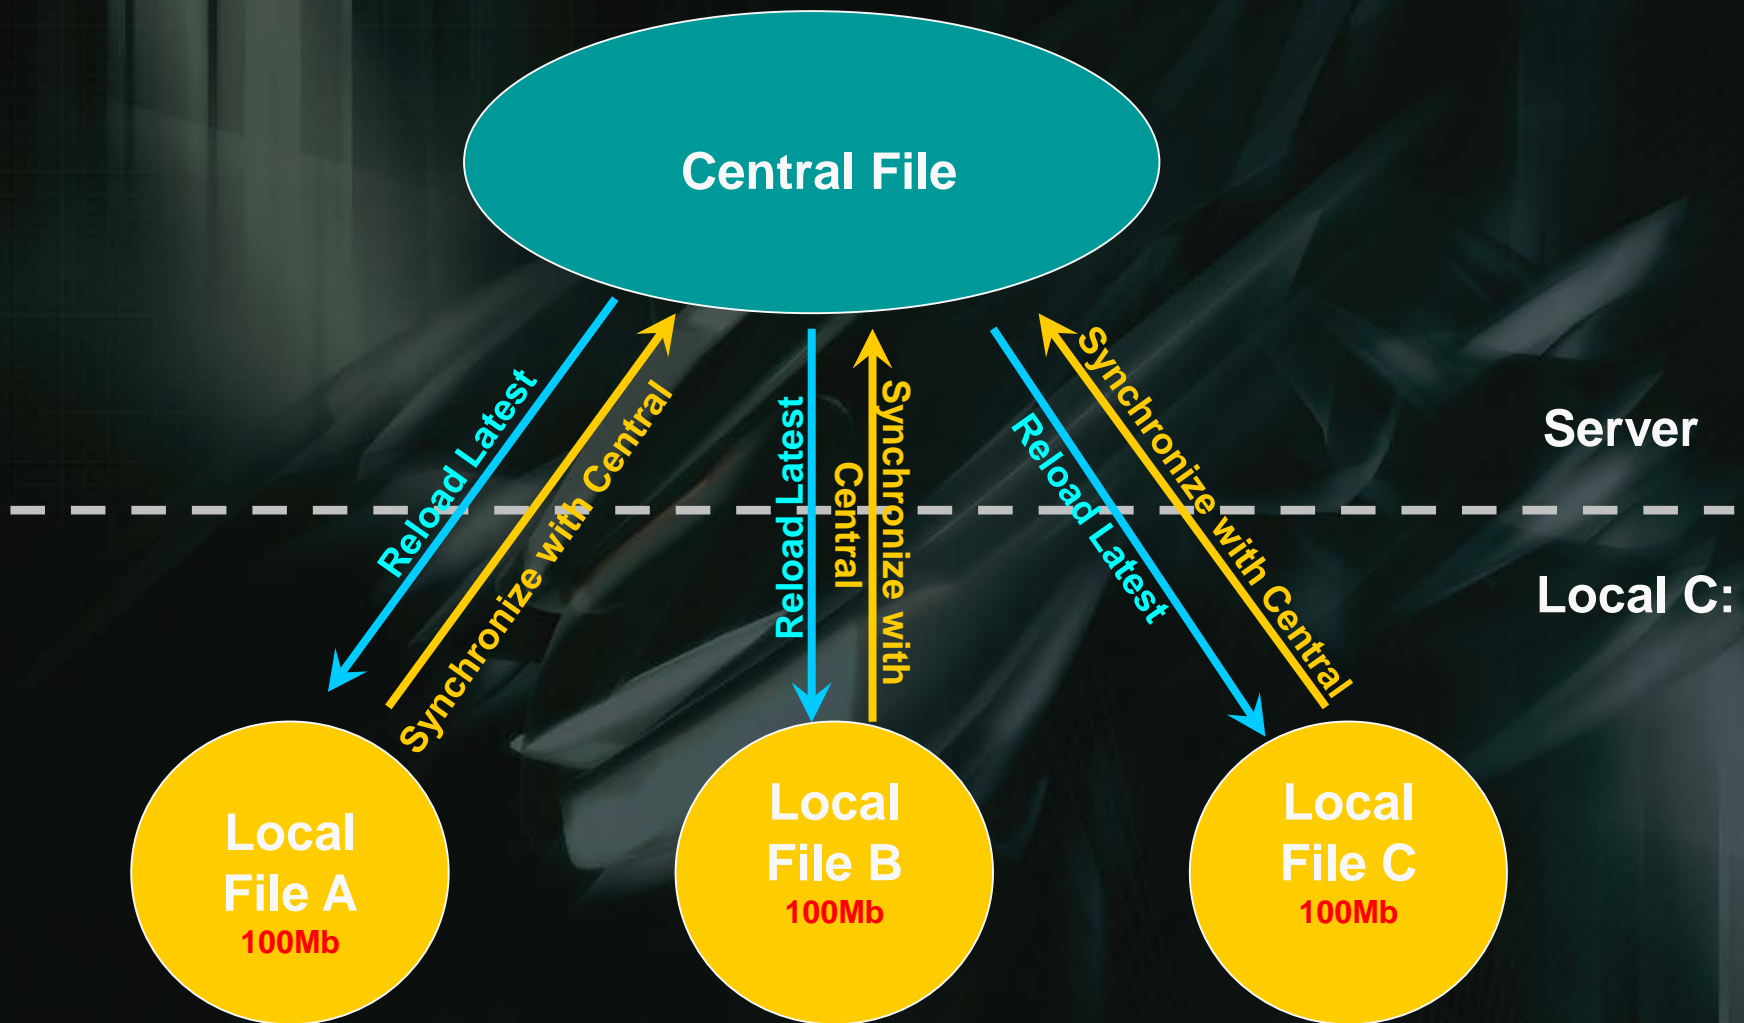 Central File
Reload Latest
Synchronize with Central
Reload Latest
Synchronize with
Central
Reload Latest
Synchronize with Central
Server
Local C:
Local
File A
100Mb
Local
File B
100Mb
Local
File C
100Mb